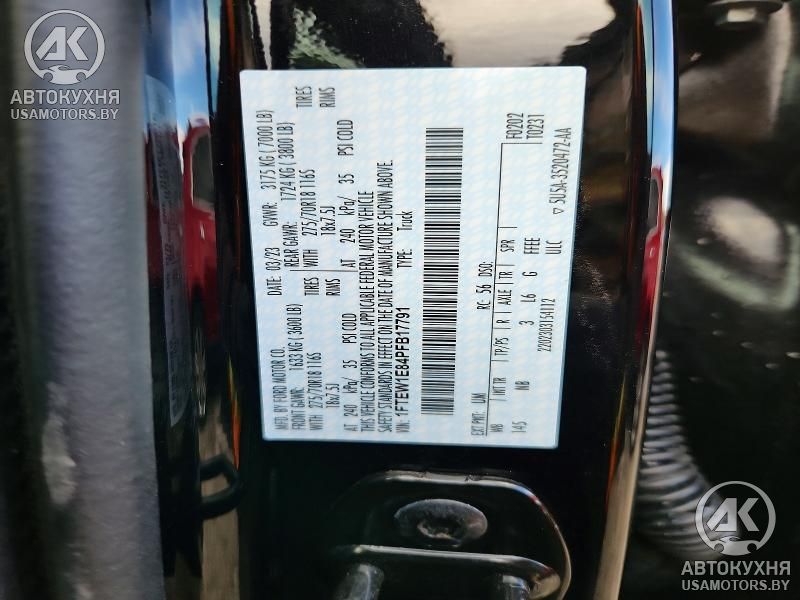 АК
АВТОКУХНЯ
USAMOTORS.BY
MFD. BY FORD MOTOR CO.
DATE: 03/23 GVWR: 3175 KG ( 7000 LB)
FRONT GAWR: 1633 KG ( 3600 LB) REAR GAWR: 1724 KG ( 3800 LB)
WITH 275/70R18 116S TIRES WITH 275/70R18 116S TIRES
18x7.5J RIMS 18x7.5J RIMS
AT 240 kPa/ 35 PSI COLD AT 240 kPa/ 35 PSI COLD
THIS VEHICLE CONFORMS TO ALL APPLICABLE FEDERAL MOTOR VEHICLE
SAFETY STANDARDS IN EFFECT ON THE DATE OF MANUFACTURE SHOWN ABOVE.
VIN: 1FTEW1E84PFB17791 TYPE: Truck
F0202
T0231
EXT PNT: UM RC: 56 DSO:
WB INT TR TP/PS R AXLE TR SPR
145 NB 3 L6 G FFEE
ULC
22020303154112
5U5A-3520472-AA
АК
АВТОКУХНЯ
USAMOTORS.BY